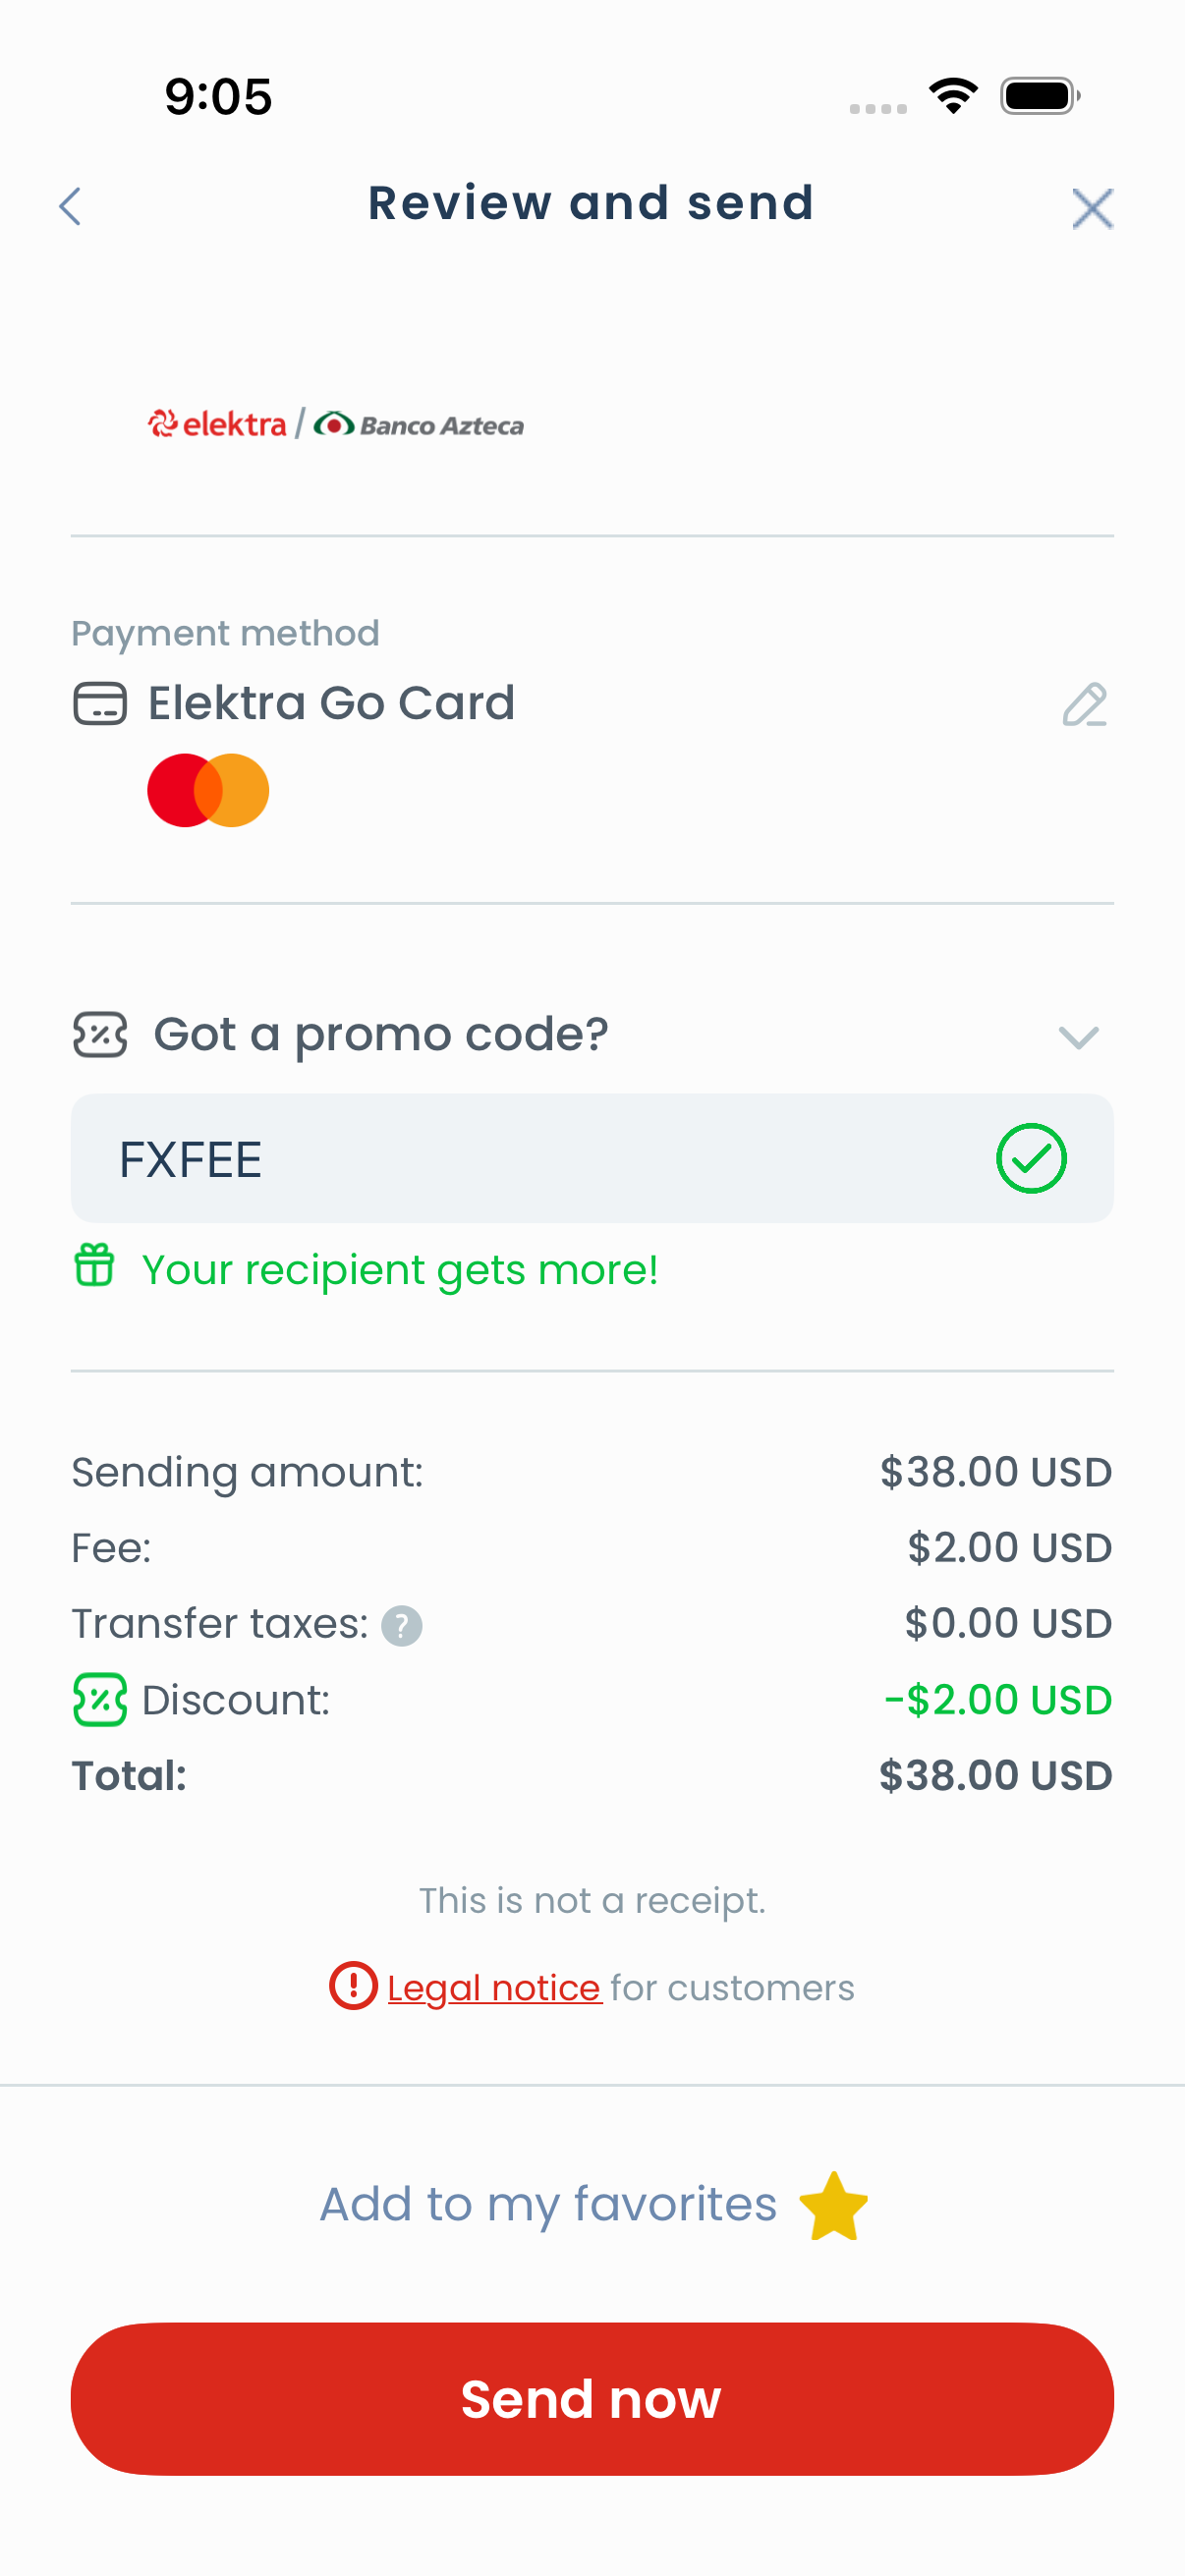 9:05
Review and send
elektra / Banco Azteca
Payment method
Elektra Go Card
Got a promo code?
FXFEE
Your recipient gets more!
Sending amount: $38.00 USD
Fee: $2.00 USD
Transfer taxes: ? $0.00 USD
Discount: -$2.00 USD
Total: $38.00 USD
This is not a receipt.
Legal notice for customers
Add to my favorites
Send now